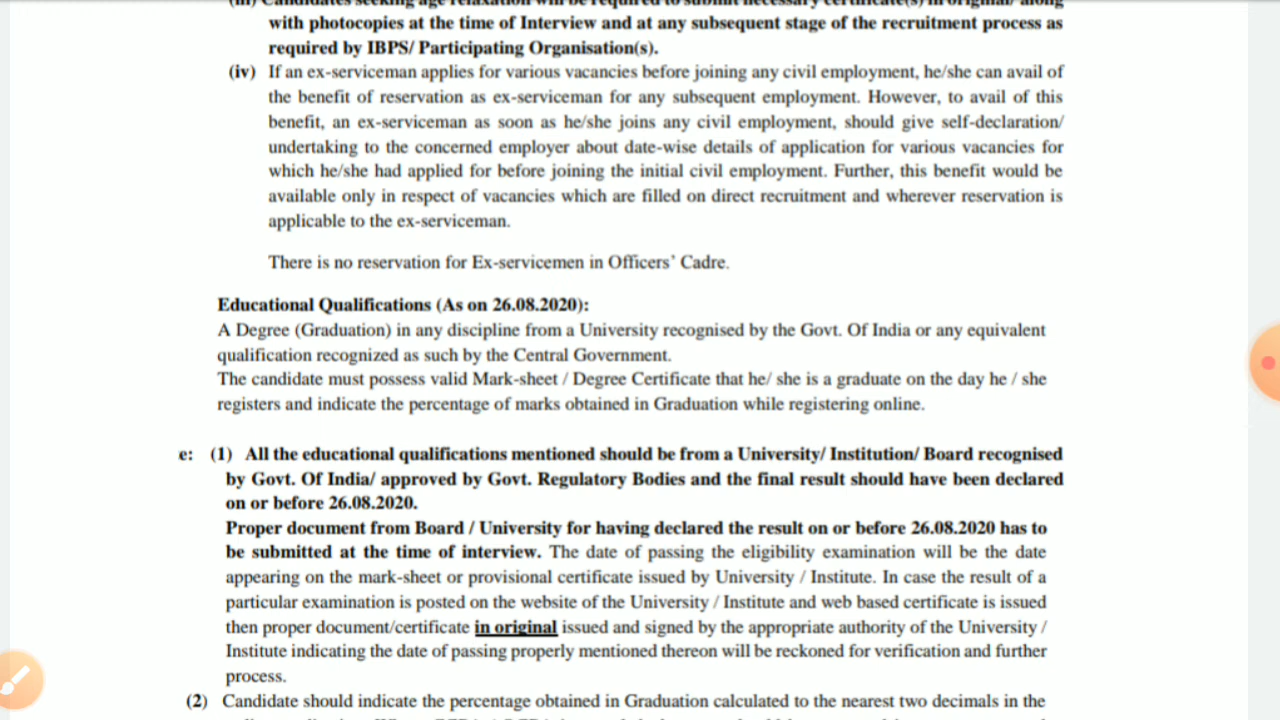 (iii) Candidates seeking age relaxation will be required to submit necessary certificate(s) in original/ along
with photocopies at the time of Interview and at any subsequent stage of the recruitment process as
required by IBPS/ Participating Organisation(s).
(iv) If an ex-serviceman applies for various vacancies before joining any civil employment, he/she can avail of
the benefit of reservation as ex-serviceman for any subsequent employment. However, to avail of this
benefit, an ex-serviceman as soon as he/she joins any civil employment, should give self-declaration/
undertaking to the concerned employer about date-wise details of application for various vacancies for
which he/she had applied for before joining the initial civil employment. Further, this benefit would be
available only in respect of vacancies which are filled on direct recruitment and wherever reservation is
applicable to the ex-serviceman.
There is no reservation for Ex-servicemen in Officers' Cadre.
Educational Qualifications (As on 26.08.2020):
A Degree (Graduation) in any discipline from a University recognised by the Govt. Of India or any equivalent
qualification recognized as such by the Central Government.
The candidate must possess valid Mark-sheet / Degree Certificate that he/ she is a graduate on the day he / she
registers and indicate the percentage of marks obtained in Graduation while registering online.
e: (1) All the educational qualifications mentioned should be from a University/ Institution/ Board recognised
by Govt. Of India/ approved by Govt. Regulatory Bodies and the final result should have been declared
on or before 26.08.2020.
Proper document from Board / University for having declared the result on or before 26.08.2020 has to
be submitted at the time of interview. The date of passing the eligibility examination will be the date
appearing on the mark-sheet or provisional certificate issued by University / Institute. In case the result of a
particular examination is posted on the website of the University / Institute and web based certificate is issued
then proper document/certificate in original issued and signed by the appropriate authority of the University /
Institute indicating the date of passing properly mentioned thereon will be reckoned for verification and further
process.
(2) Candidate should indicate the percentage obtained in Graduation calculated to the nearest two decimals in the